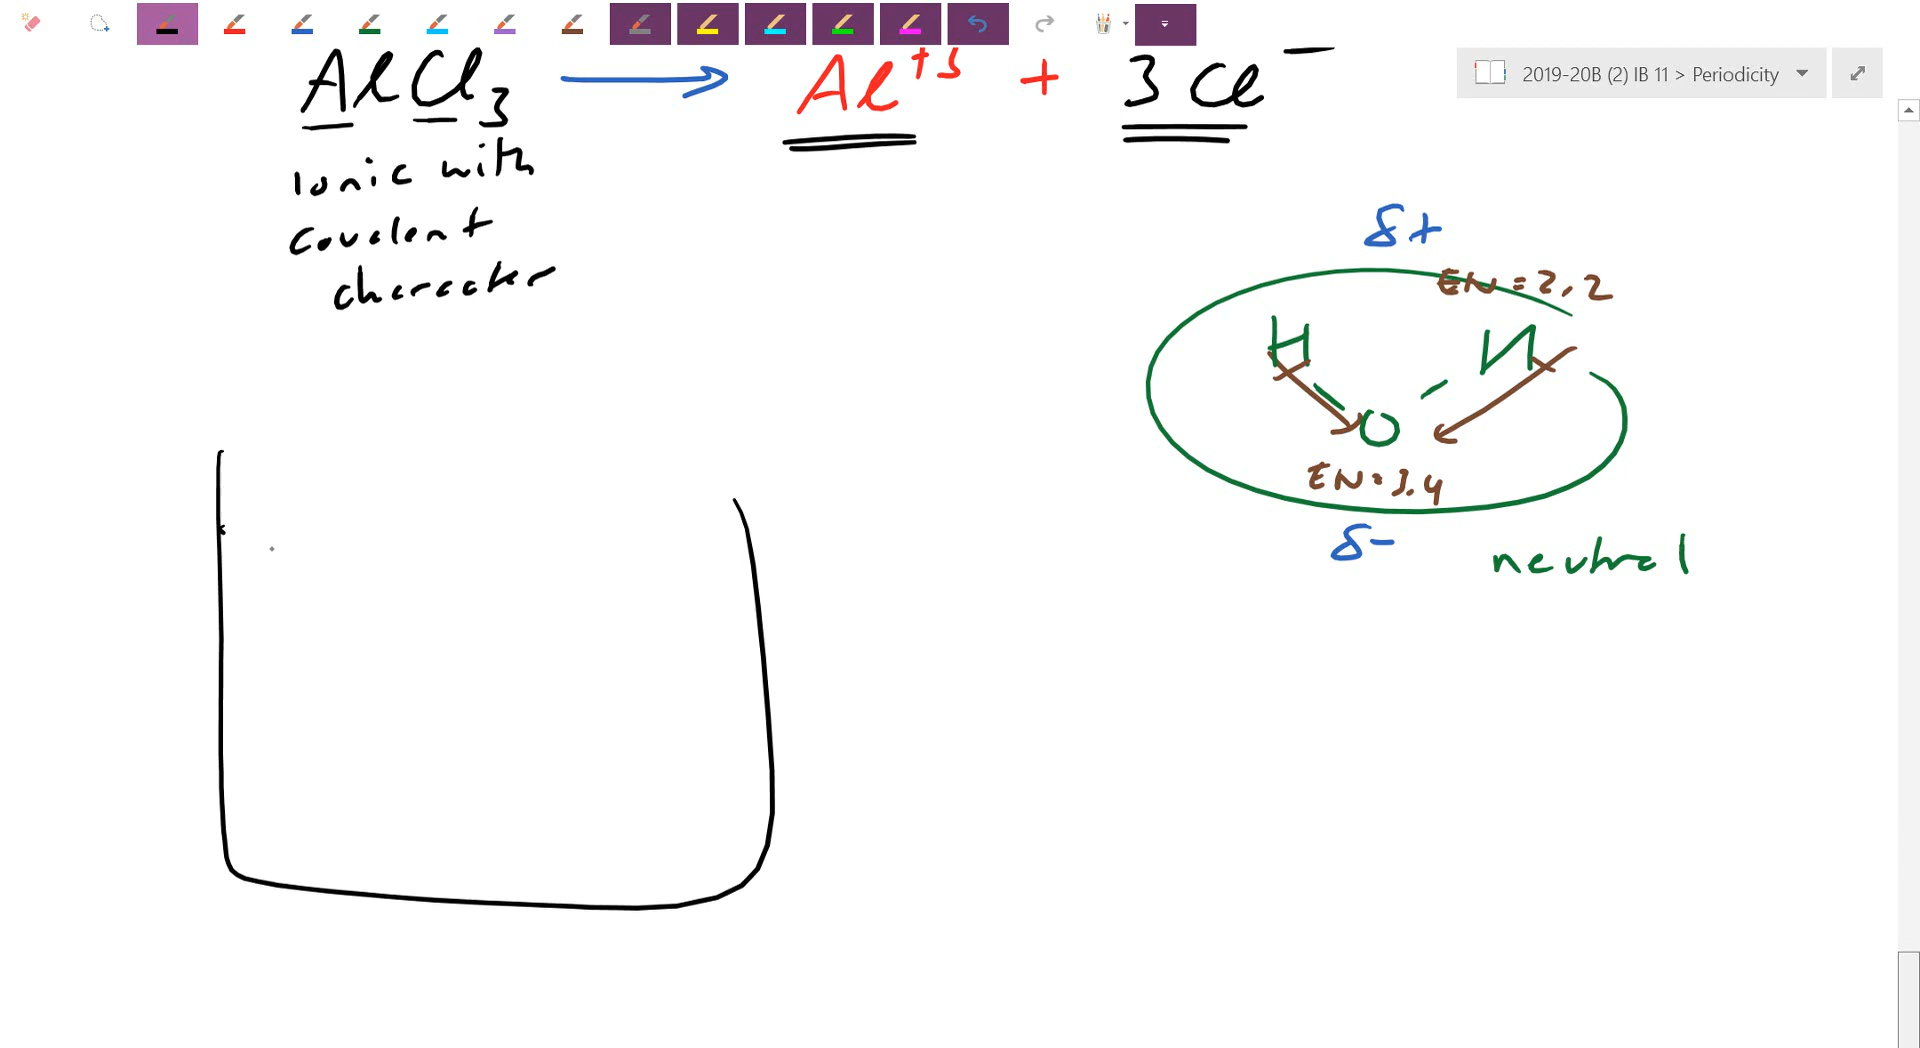 2019-20B (2) IB 11 > Periodicity
AlCl₃ → Al⁺³ + 3 Cl⁻
Ionic with
covalent
character
δ+
EN = 2.2
H H
O
EN = 3.4
δ-
neutral